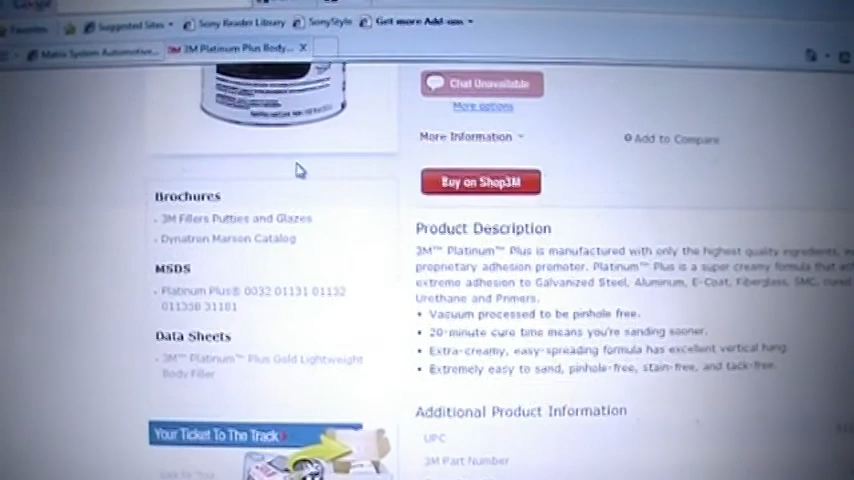 Google
Favorites
Suggested Sites
Sony Reader Library
SonyStyle
Get more Add-ons
Matrix System Automotive...
3M Platinum Plus Body...
X
Chat Unavailable
More options
More Information
Add to Compare
Buy on Shop3M
Brochures
3M Fillers Putties and Glazes
Dynatron Marson Catalog
MSDS
Platinum Plus® 0032 01131 01132
01135B 31181
Data Sheets
3M™ Platinum™ Plus Gold Lightweight
Body Filler
Your Ticket To The Track
Product Description
3M™ Platinum™ Plus is manufactured with only the highest quality ingredients,
proprietary adhesion promoter. Platinum™ Plus is a super creamy formula that
extreme adhesion to Galvanized Steel, Aluminum, E-Coat, Fiberglass, SMC, cured
Urethane and Primers.
• Vacuum processed to be pinhole free.
• 20-minute cure time means you're sanding sooner.
• Extra-creamy, easy-spreading formula has excellent vertical hang.
• Extremely easy to sand, pinhole-free, stain-free, and tack-free.
Additional Product Information
UPC
3M Part Number